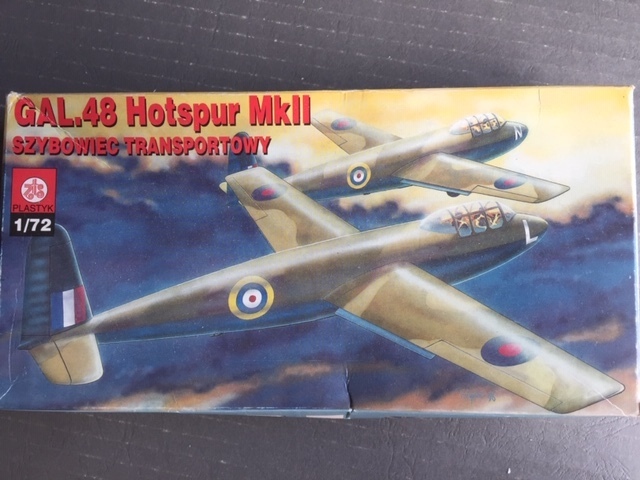 GAL.48 Hotspur MkII
SZYBOWIEC TRANSPORTOWY
PLASTYK
1/72
N
L